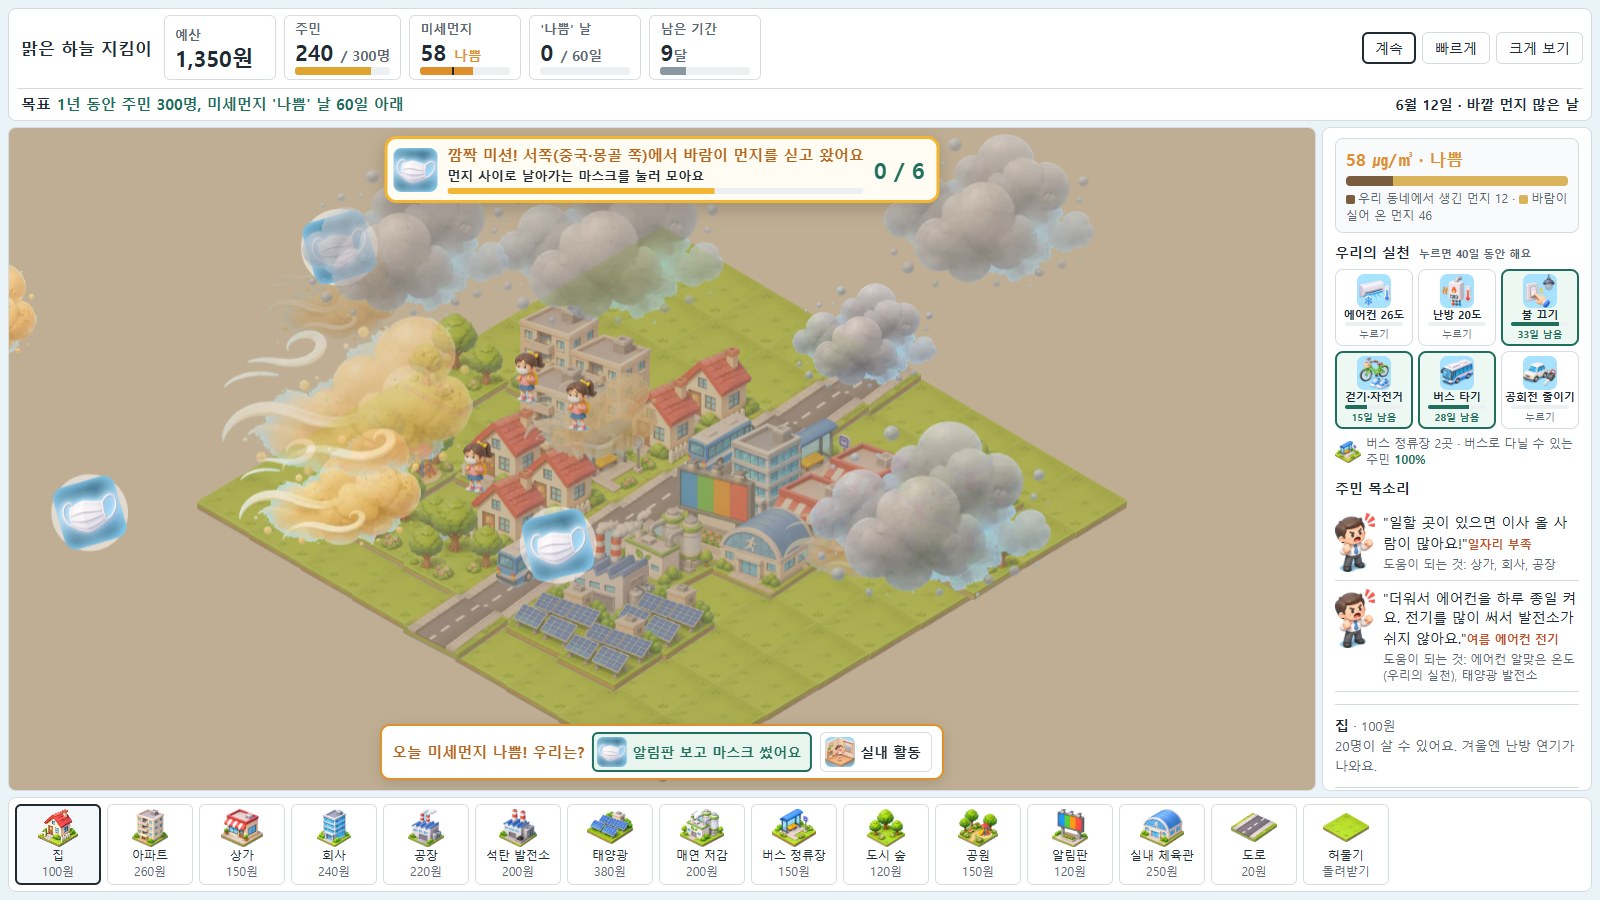 맑은 하늘 지킴이
예산
1,350원
주민
240 / 300명
미세먼지
58 나쁨
'나쁨' 날
0 / 60일
남은 기간
9달
계속
빠르게
크게 보기
목표 1년 동안 주민 300명, 미세먼지 '나쁨' 날 60일 아래
6월 12일 · 바깥 먼지 많은 날
깜짝 미션! 서쪽(중국·몽골 쪽)에서 바람이 먼지를 싣고 왔어요
먼지 사이로 날아가는 마스크를 눌러 모아요
0 / 6
58 ㎍/㎥ · 나쁨
우리 동네에서 생긴 먼지 12 · 바람이
실어 온 먼지 46
우리의 실천 누르면 40일 동안 해요
에어컨 26도
누르기
난방 20도
누르기
불 끄기
33일 남음
걷기·자전거
15일 남음
버스 타기
28일 남음
공회전 줄이기
누르기
버스 정류장 2곳 · 버스로 다닐 수 있는
주민 100%
주민 목소리
"일할 곳이 있으면 이사 올 사
람이 많아요!"일자리 부족
도움이 되는 것: 상가, 회사, 공장
"더워서 에어컨을 하루 종일 켜
요. 전기를 많이 써서 발전소가
쉬지 않아요."여름 에어컨 전기
도움이 되는 것: 에어컨 알맞은 온도
(우리의 실천), 태양광 발전소
집 · 100원
20명이 살 수 있어요. 겨울엔 난방 연기가
나와요.
오늘 미세먼지 나쁨! 우리는?
알림판 보고 마스크 썼어요
실내 활동
집
100원
아파트
260원
상가
150원
회사
240원
공장
220원
석탄 발전소
200원
태양광
380원
매연 저감
200원
버스 정류장
150원
도시 숲
120원
공원
150원
알림판
120원
실내 체육관
250원
도로
20원
허물기
돌려받기